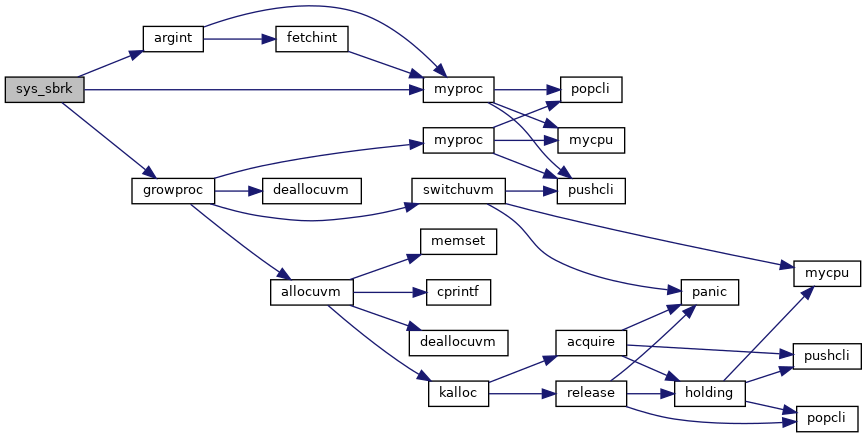 argint
fetchint
sys_sbrk
myproc
popcli
myproc
mycpu
growproc
deallocuvm
switchuvm
pushcli
memset
mycpu
allocuvm
cprintf
panic
deallocuvm
acquire
pushcli
kalloc
release
holding
popcli